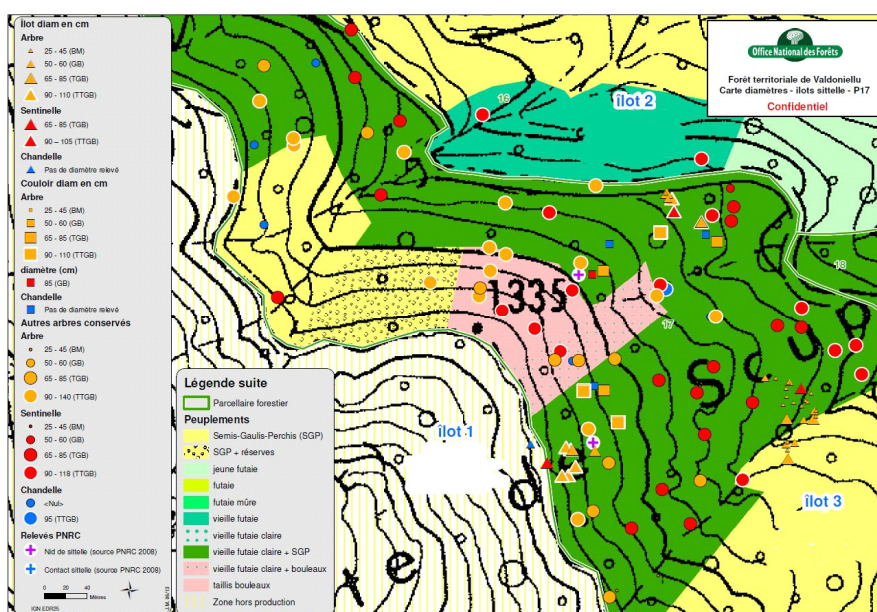 Îlot diam en cm
Arbre
25 - 45 (BM)
50 - 60 (GB)
65 - 85 (TGB)
90 - 110 (TTGB)
Sentinelle
65 - 85 (TGB)
90 – 105 (TTGB)
Chandelle
Pas de diamètre relevé
Couloir diam en cm
Arbre
25 - 45 (BM)
50 - 60 (GB)
65 - 85 (TGB)
90 - 110 (TTGB)
diamètre (cm)
85 (GB)
Chandelle
Pas de diamètre relevé
Autres arbres conservés
Arbre
25 - 45 (BM)
50 - 60 (GB)
65 - 85 (TGB)
90 - 140 (TTGB)
Sentinelle
25 - 45 (BM)
50 - 60 (GB)
65 - 85 (TGB)
90 - 118 (TTGB)
Chandelle
<Nul>
95 (TTGB)
Relevés PNRC
Nid de sittelle (source PNRC 2008)
Contact sittelle (source PNRC 2008)
0 20 40
Mètres
IGN EDR25
Légende suite
Parcellaire forestier
Peuplements
Semis-Gaulis-Perchis (SGP)
SGP + réserves
jeune futaie
futaie
futaie mûre
vieille futaie
vieille futaie claire
vieille futaie claire + SGP
vieille futaie claire + bouleaux
taillis bouleaux
Zone hors production
Office National des Forêts
Forêt territoriale de Valdoniellu
Carte diamètres - ilots sittelle - P17
Confidentiel
16
îlot 2
18
1335
17
îlot 1
îlot 3